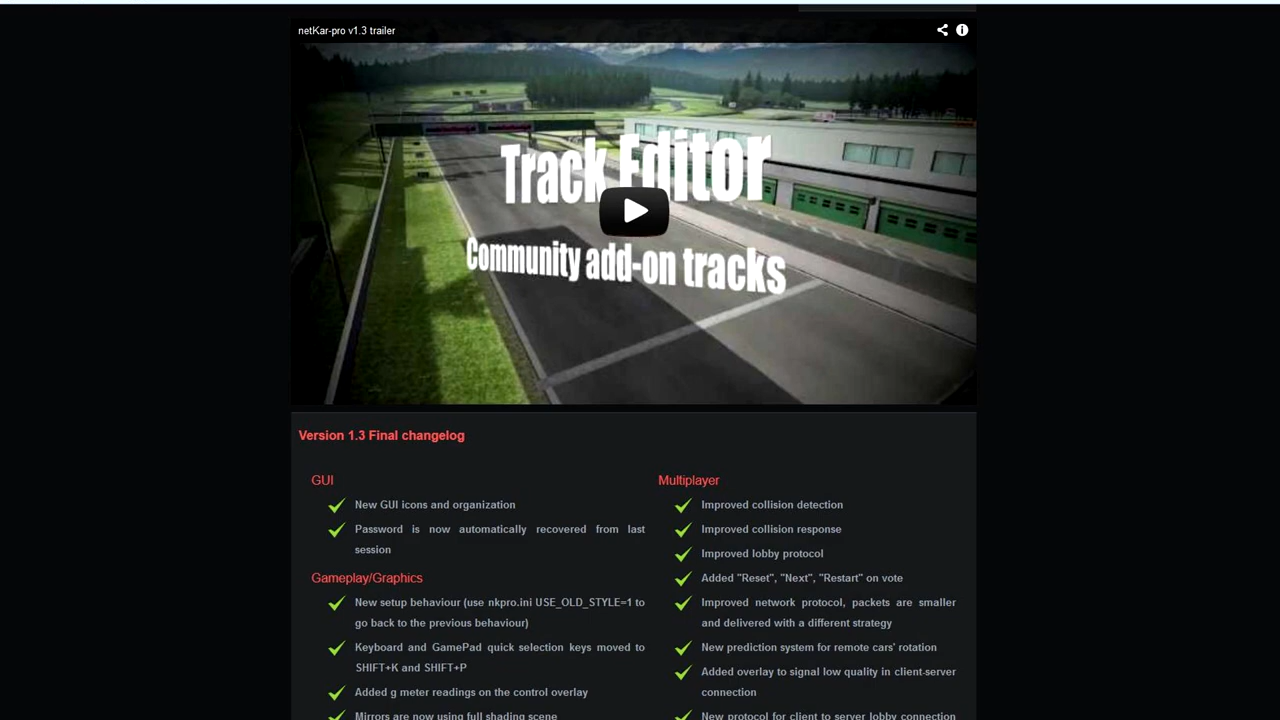 netKar-pro v1.3 trailer
Track Editor
Community add-on tracks
Version 1.3 Final changelog
GUI
New GUI icons and organization
Password is now automatically recovered from last
session
Gameplay/Graphics
New setup behaviour (use nkpro.ini USE_OLD_STYLE=1 to
go back to the previous behaviour)
Keyboard and GamePad quick selection keys moved to
SHIFT+K and SHIFT+P
Added g meter readings on the control overlay
Mirrors are now using full shading scene
Multiplayer
Improved collision detection
Improved collision response
Improved lobby protocol
Added "Reset", "Next", "Restart" on vote
Improved network protocol, packets are smaller
and delivered with a different strategy
New prediction system for remote cars' rotation
Added overlay to signal low quality in client-server
connection
New protocol for client to server lobby connection